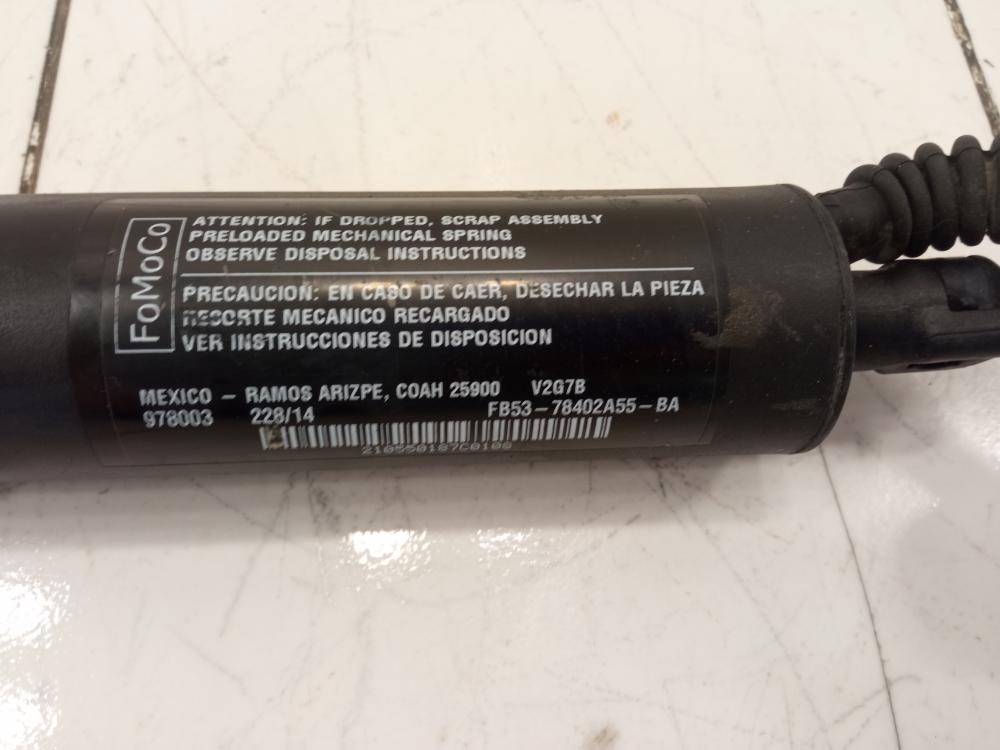 FoMoCo
ATTENTION: IF DROPPED, SCRAP ASSEMBLY
PRELOADED MECHANICAL SPRING
OBSERVE DISPOSAL INSTRUCTIONS
PRECAUCION: EN CASO DE CAER, DESECHAR LA PIEZA
RESORTE MECANICO RECARGADO
VER INSTRUCCIONES DE DISPOSICION
MEXICO - RAMOS ARIZPE, COAH 25900 V2G7B
978003 228/14 FB53-78402A55-BA
210550187C0108